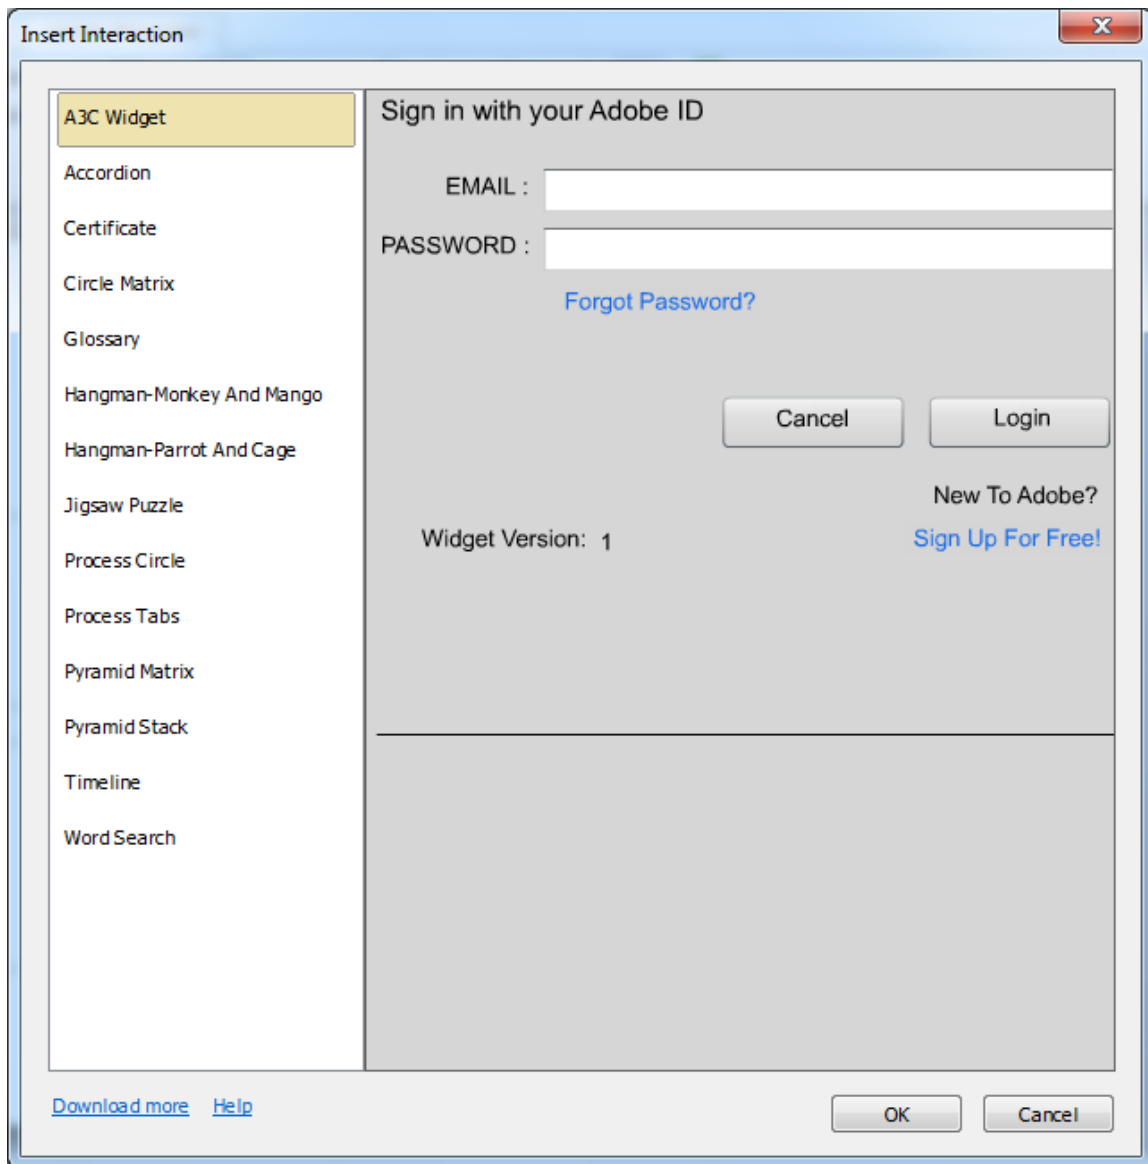 Insert Interaction
A3C Widget
Accordion
Certificate
Circle Matrix
Glossary
Hangman-Monkey And Mango
Hangman-Parrot And Cage
Jigsaw Puzzle
Process Circle
Process Tabs
Pyramid Matrix
Pyramid Stack
Timeline
Word Search
Sign in with your Adobe ID
EMAIL :
PASSWORD :
Forgot Password?
Cancel Login
New To Adobe?
Widget Version: 1 Sign Up For Free!
Download more Help
OK Cancel